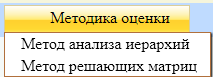 Методика оценки
Метод анализа иерархий
Метод решающих матриц